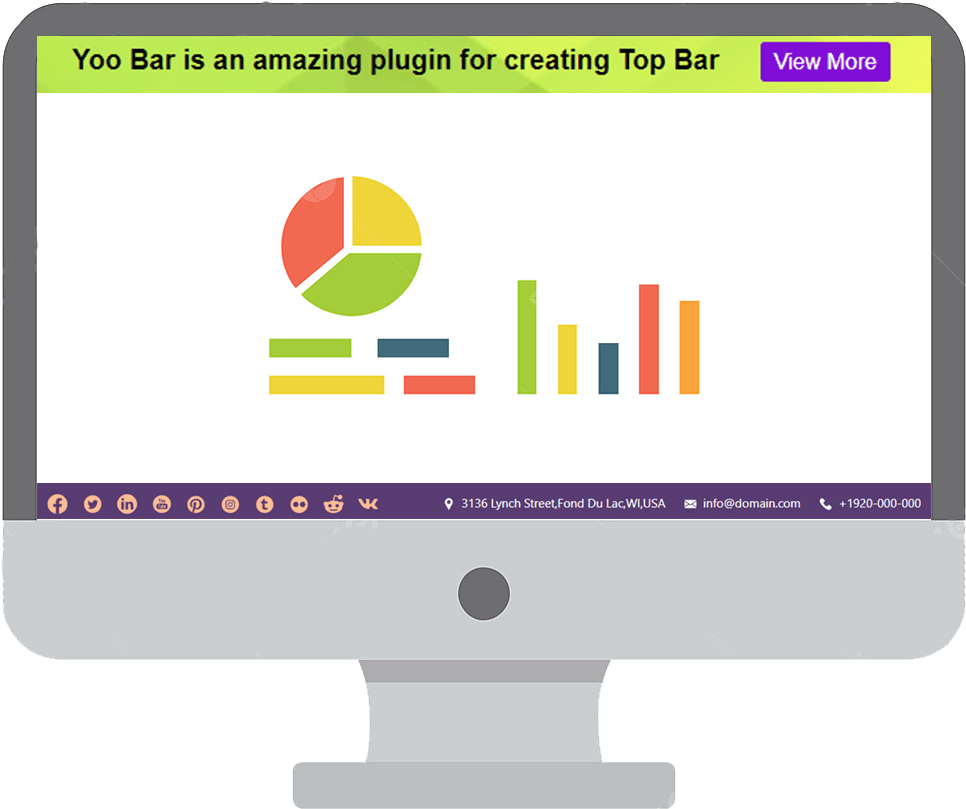 Yoo Bar is an amazing plugin for creating Top Bar View More
3136 Lynch Street,Fond Du Lac,WI,USA info@domain.com +1920-000-000